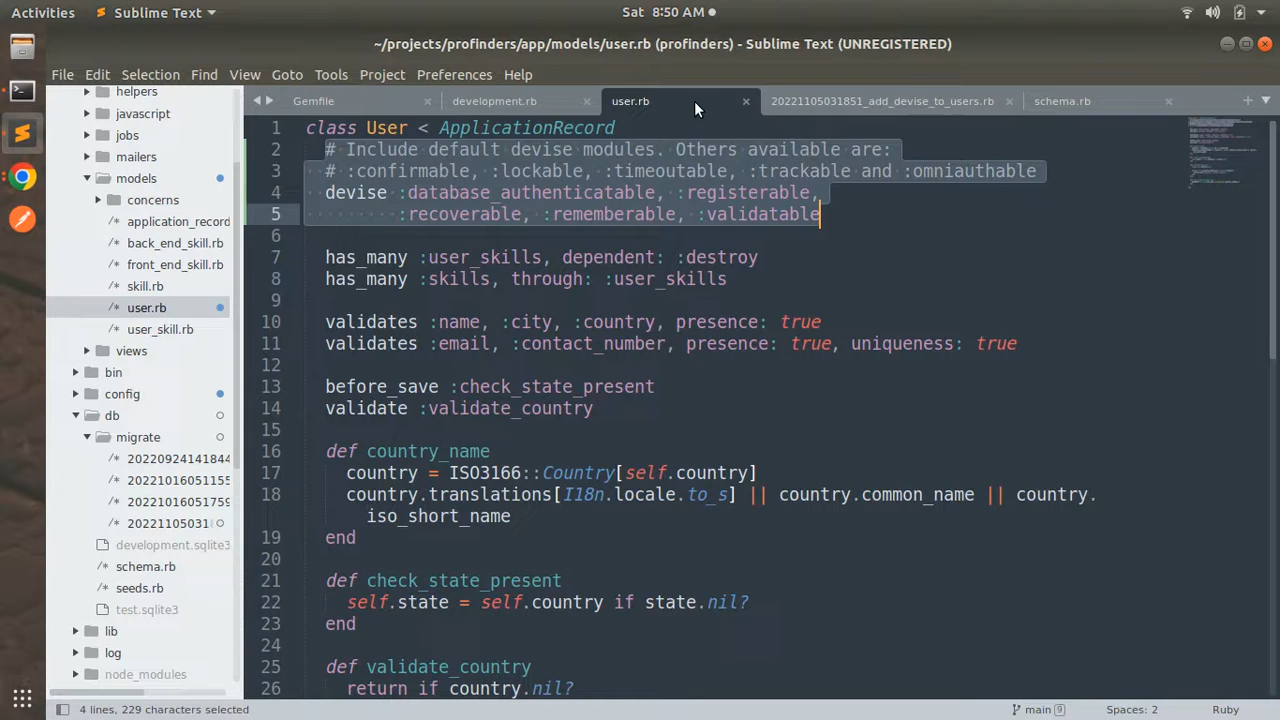 Activities
Sublime Text
Sat 8:50 AM
~/projects/profinders/app/models/user.rb (profinders) - Sublime Text (UNREGISTERED)
File Edit Selection Find View Goto Tools Project Preferences Help
helpers
javascript
jobs
mailers
models
concerns
application_record
back_end_skill.rb
front_end_skill.rb
skill.rb
user.rb
user_skill.rb
views
bin
config
db
migrate
20220924141844
20221016051155
20221016051759
2022110503180
development.sqlite3
schema.rb
seeds.rb
test.sqlite3
lib
log
node_modules
Gemfile
development.rb
user.rb
20221105031851_add_devise_to_users.rb
schema.rb
1 class User < ApplicationRecord
2 # Include default devise modules. Others available are:
3 # :confirmable, :lockable, :timeoutable, :trackable and :omniauthable
4 devise :database_authenticatable, :registerable,
5 :recoverable, :rememberable, :validatable
6
7 has_many :user_skills, dependent: :destroy
8 has_many :skills, through: :user_skills
9
10 validates :name, :city, :country, presence: true
11 validates :email, :contact_number, presence: true, uniqueness: true
12
13 before_save :check_state_present
14 validate :validate_country
15
16 def country_name
17 country = ISO3166::Country[self.country]
18 country.translations[I18n.locale.to_s] || country.common_name || country.
iso_short_name
19 end
20
21 def check_state_present
22 self.state = self.country if state.nil?
23 end
24
25 def validate_country
26 return if country.nil?
4 lines, 229 characters selected
main 9
Spaces: 2
Ruby